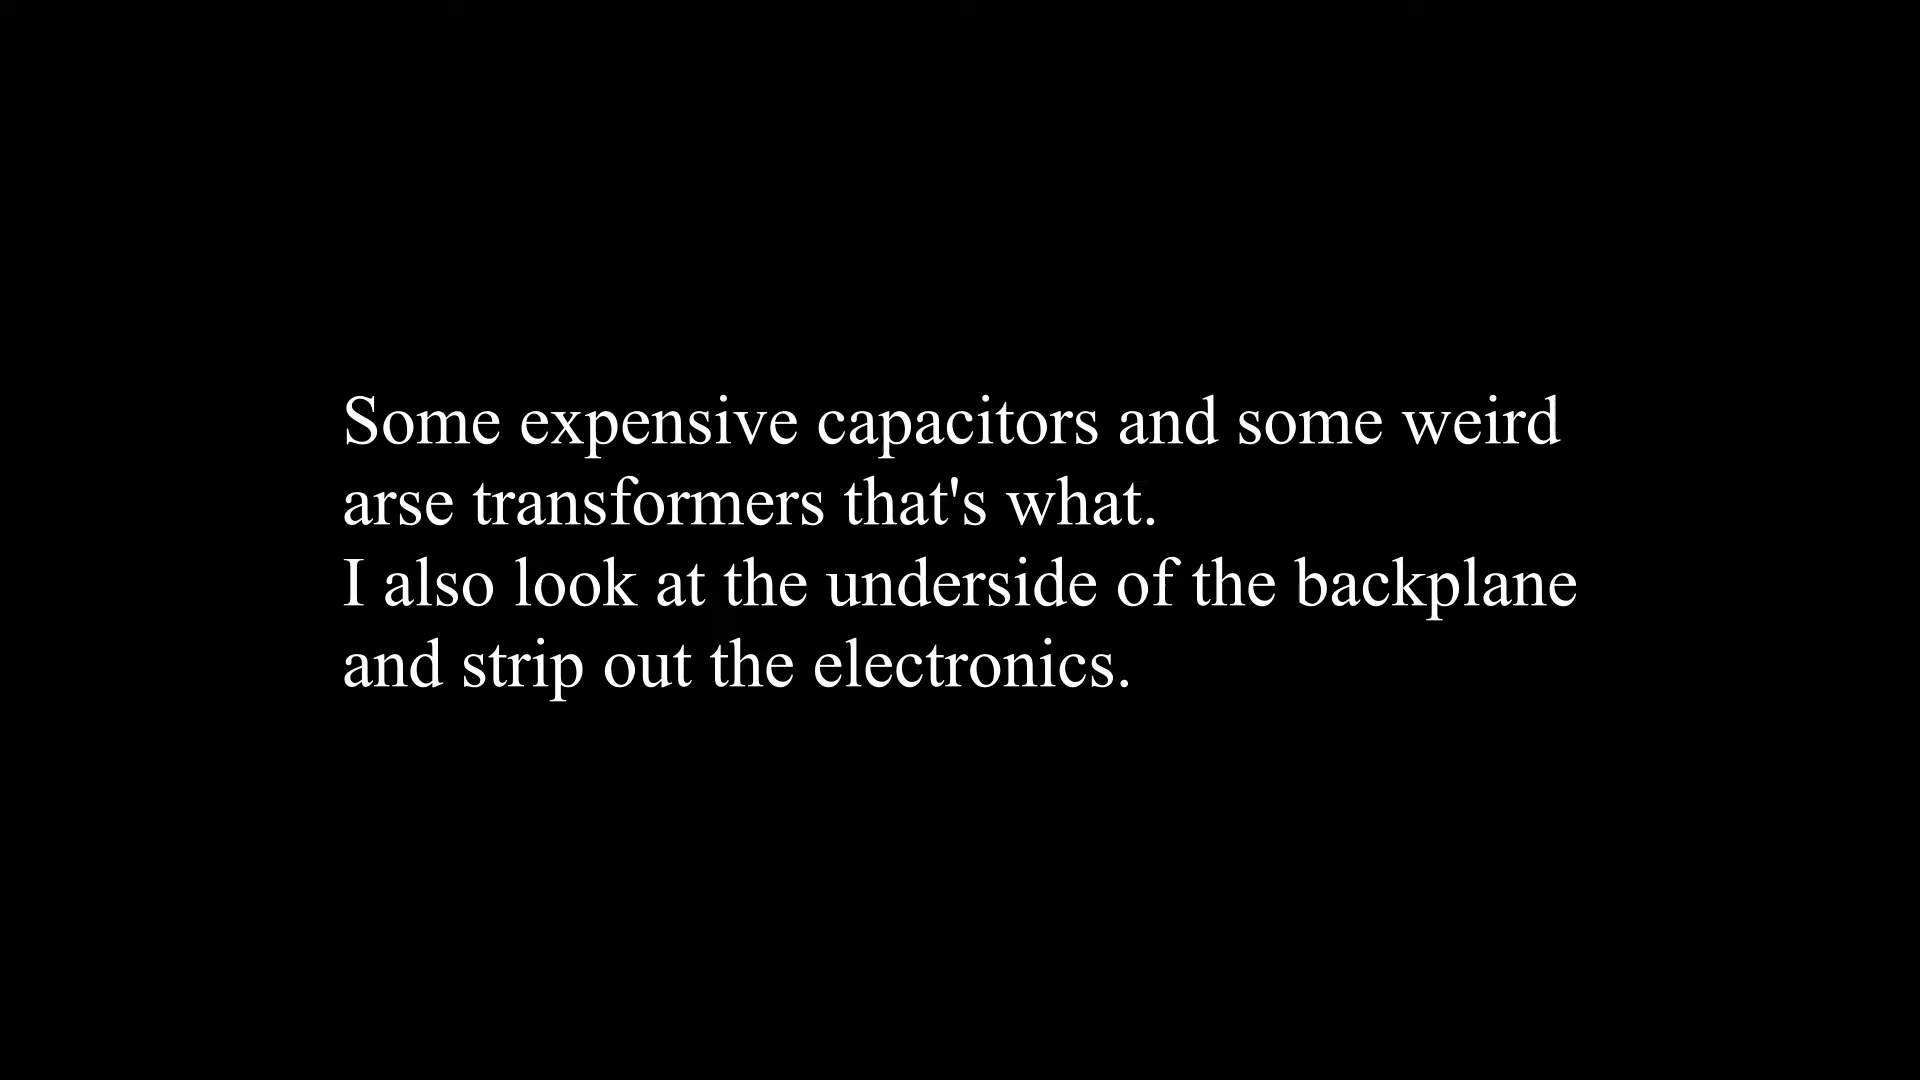 Some expensive capacitors and some weird
arse transformers that's what.
I also look at the underside of the backplane
and strip out the electronics.